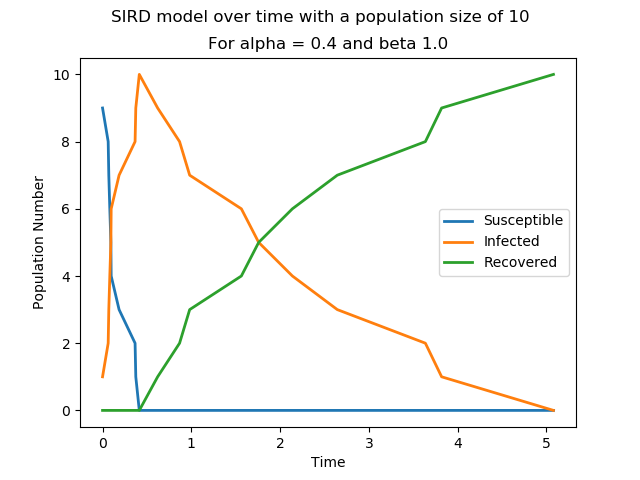 SIRD model over time with a population size of 10
For alpha = 0.4 and beta 1.0
Population Number
10
8
6
4
2
0
Susceptible
Infected
Recovered
0 1 2 3 4 5
Time